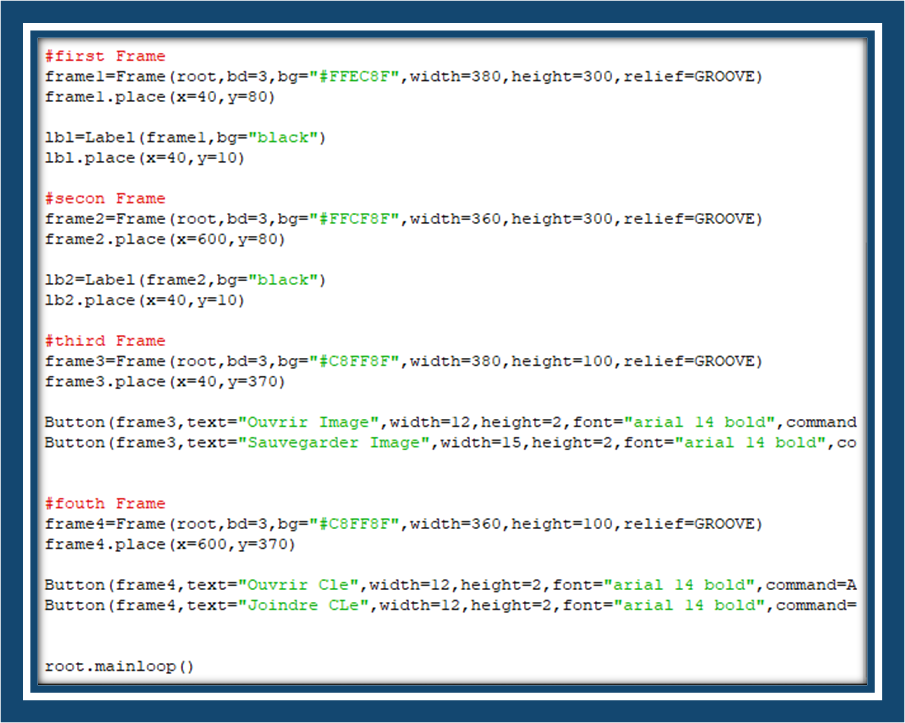 #first Frame
frame1=Frame(root,bd=3,bg="#FFEC8F",width=380,height=300,relief=GROOVE)
frame1.place(x=40,y=80)
lbl=Label(frame1,bg="black")
lbl.place(x=40,y=10)
#secon Frame
frame2=Frame(root,bd=3,bg="#FFCF8F",width=360,height=300,relief=GROOVE)
frame2.place(x=600,y=80)
lb2=Label(frame2,bg="black")
lb2.place(x=40,y=10)
#third Frame
frame3=Frame(root,bd=3,bg="#C8FF8F",width=380,height=100,relief=GROOVE)
frame3.place(x=40,y=370)
Button(frame3,text="Ouvrir Image",width=12,height=2,font="arial 14 bold",command
Button(frame3,text="Sauvegarder Image",width=15,height=2,font="arial 14 bold",co
#fouth Frame
frame4=Frame(root,bd=3,bg="#C8FF8F",width=360,height=100,relief=GROOVE)
frame4.place(x=600,y=370)
Button(frame4,text="Ouvrir Cle",width=12,height=2,font="arial 14 bold",command=A
Button(frame4,text="Joindre CLe",width=12,height=2,font="arial 14 bold",command=
root.mainloop()